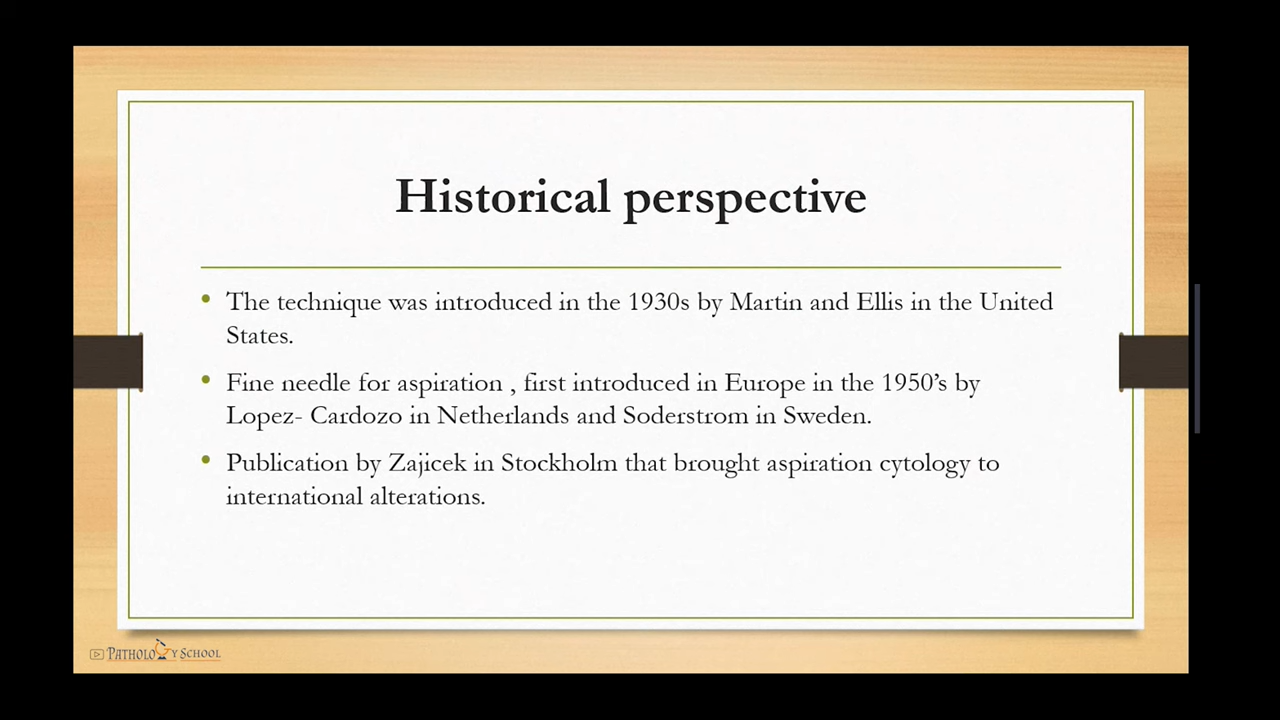 Historical perspective
• The technique was introduced in the 1930s by Martin and Ellis in the United
States.
• Fine needle for aspiration , first introduced in Europe in the 1950’s by
Lopez- Cardozo in Netherlands and Soderstrom in Sweden.
• Publication by Zajicek in Stockholm that brought aspiration cytology to
international alterations.
PATHOLOGY SCHOOL